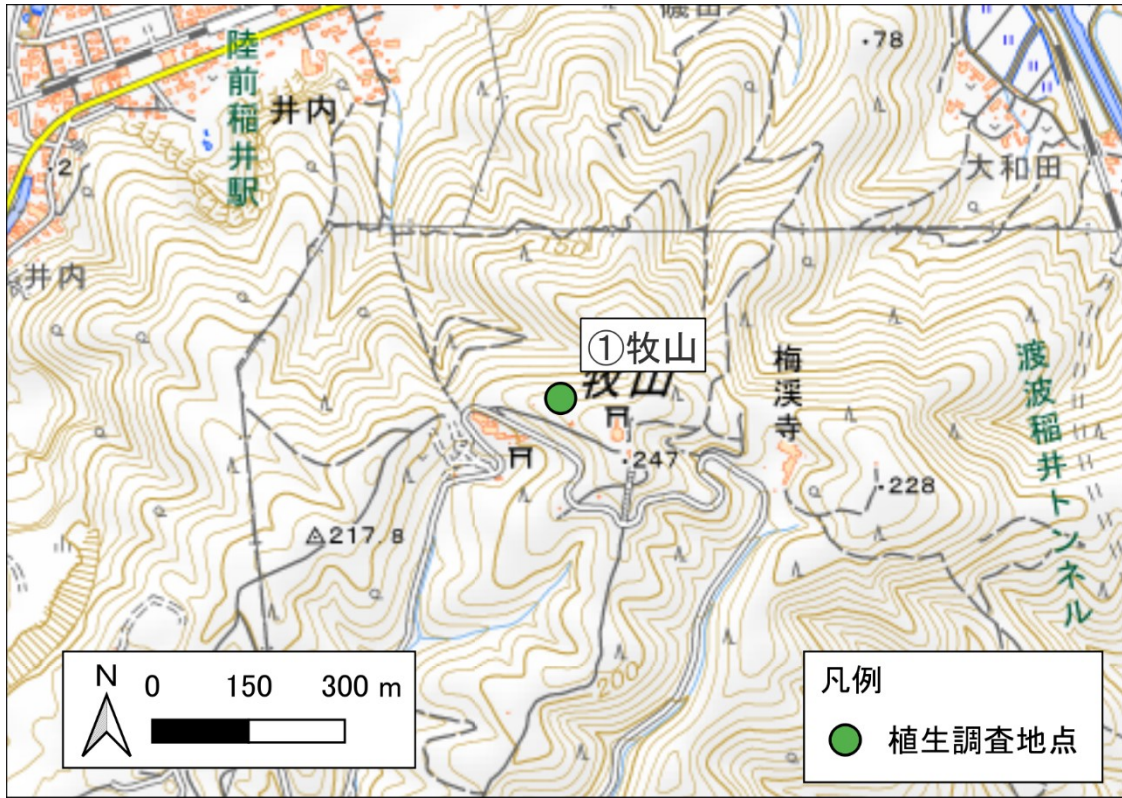 陸前稲井駅
井内
・78
大和田
・2
150
井内
①牧山
牧山
梅渓寺
渡波稲井トンネル
・247
・228
217.8
200
N
0 150 300 m
凡例
植生調査地点